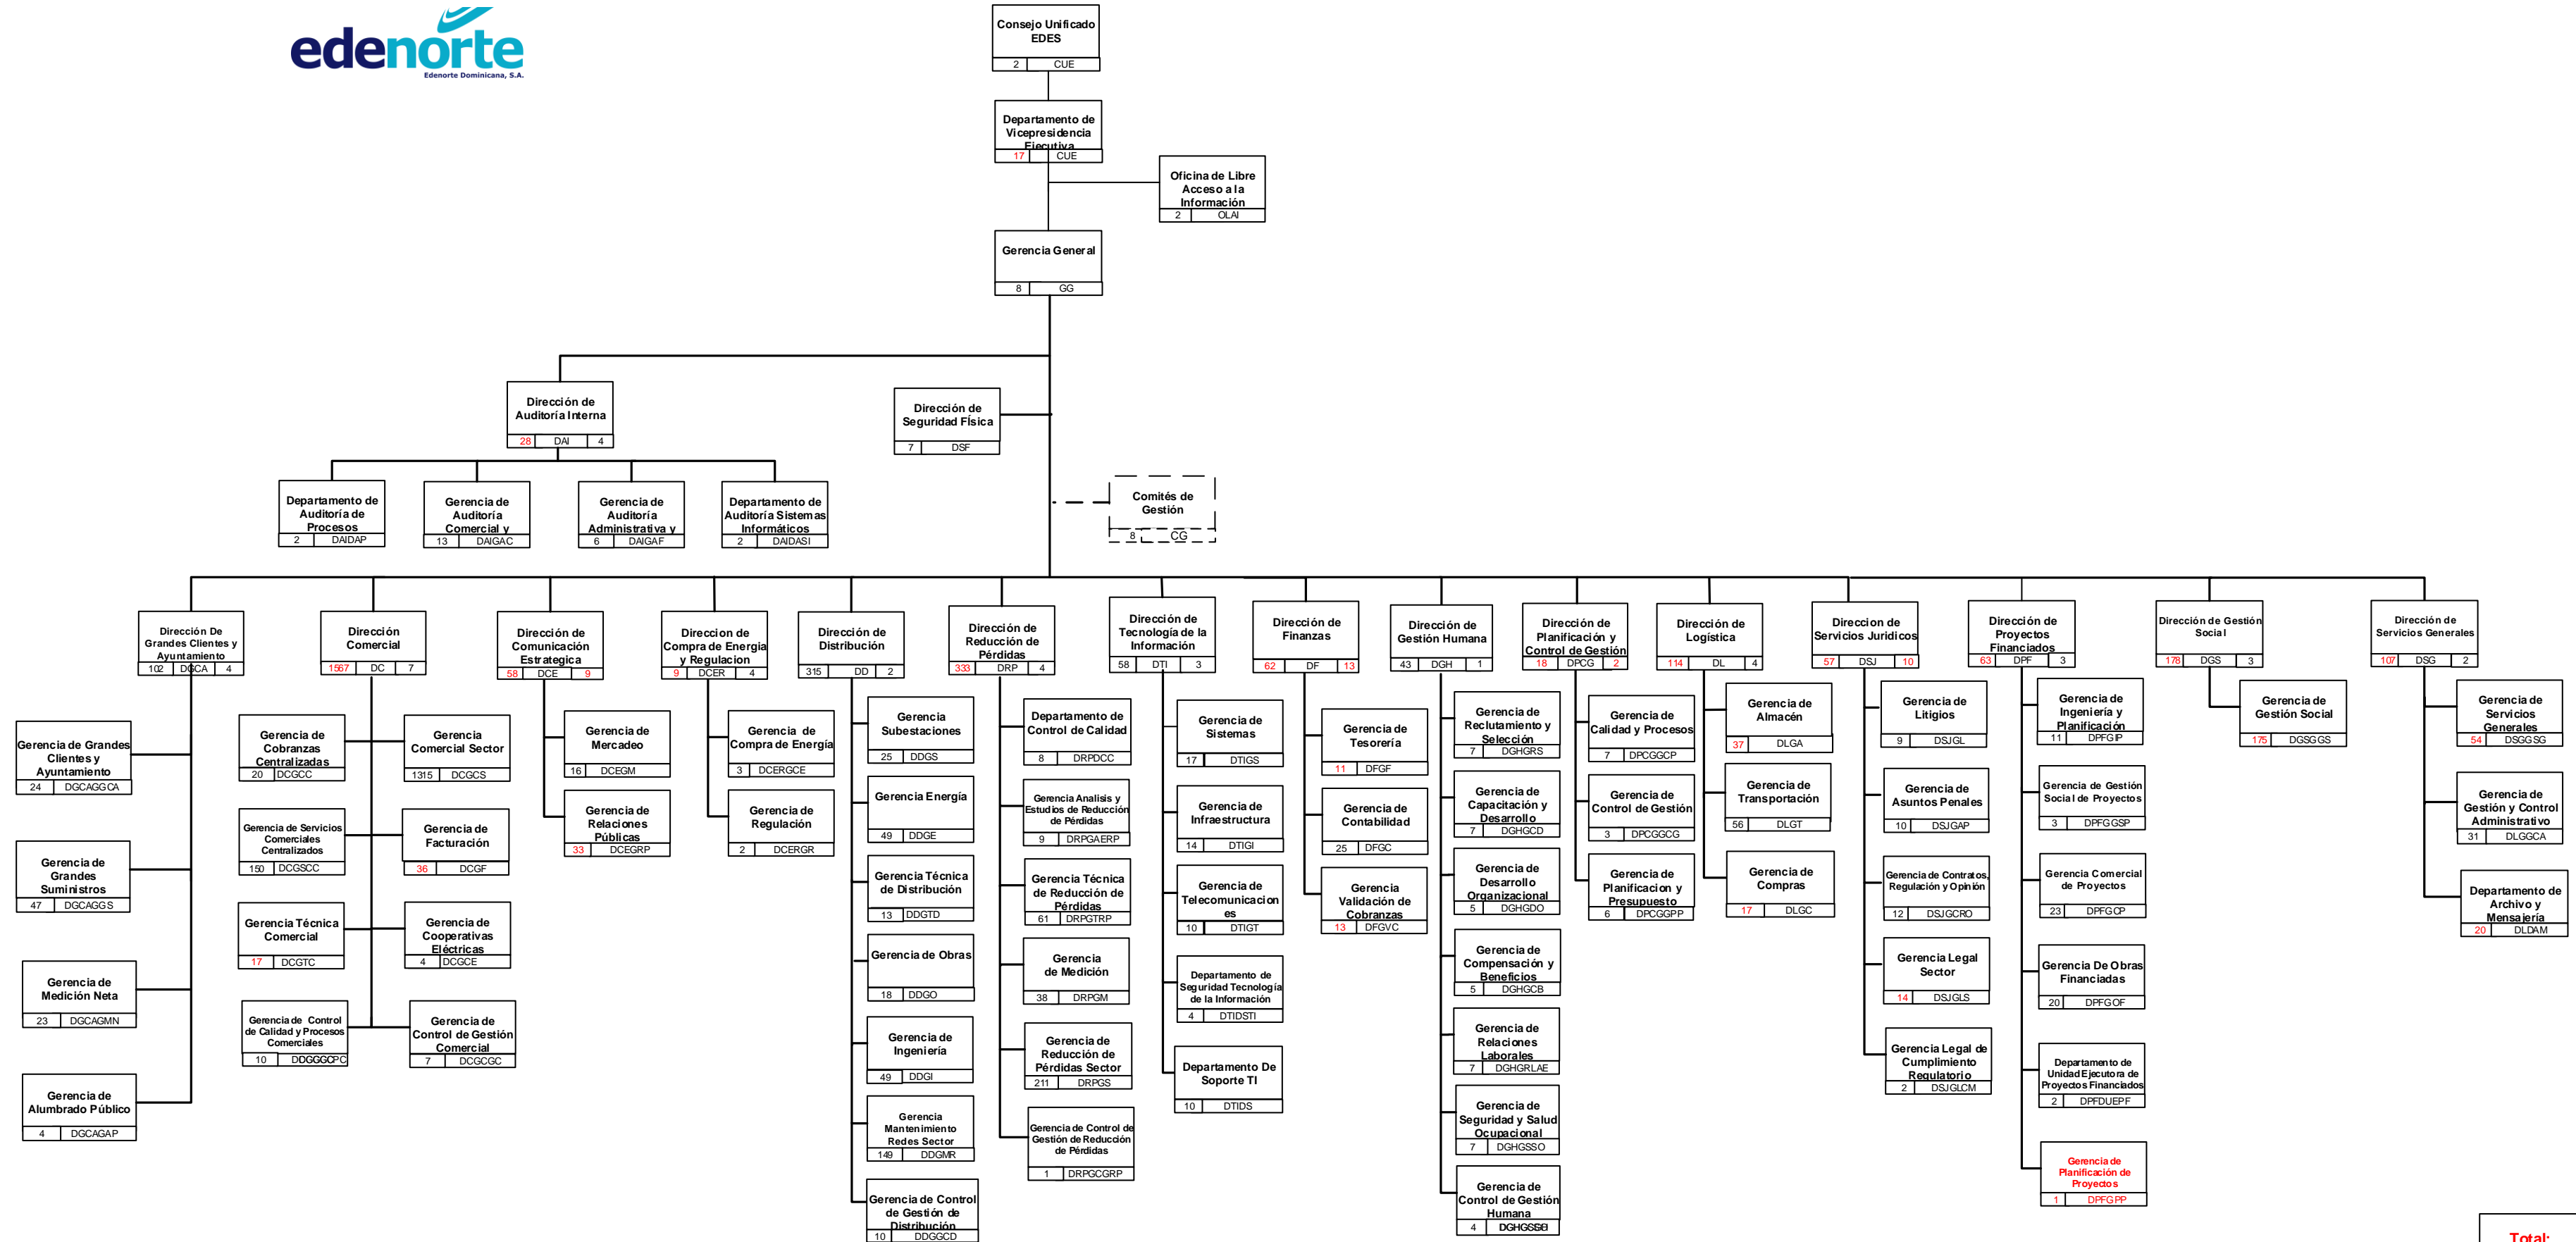 edenorte
Edenorte Dominicana, S.A.
Consejo Unificado
EDES
2 CUE
Departamento de
Vicepresidencia
Ejecutiva
17 CUE
Oficina de Libre
Acceso a la
Información
2 OLAI
Gerencia General
8 GG
Dirección de
Auditoría Interna
28 DAI 4
Dirección de
Seguridad FÍsica
7 DSF
Departamento de
Auditoría de
Procesos
2 DAIDAP
Gerencia de
Auditoría
Comercial y
13 DAIGAC
Gerencia de
Auditoría
Administrativa y
6 DAIGAF
Departamento de
Auditoría Sistemas
Informáticos
2 DAIDASI
Comités de
Gestión
8 CG
Dirección De
Grandes Clientes y
Ayuntamiento
102 DGCA 4
Gerencia de Grandes
Clientes y
Ayuntamiento
24 DGCAGGCA
Gerencia de
Grandes
Suministros
47 DGCAGGS
Gerencia de
Medición Neta
23 DGCAGMN
Gerencia de
Alumbrado Público
4 DGCAGAP
Dirección
Comercial
1567 DC 7
Gerencia de
Cobranzas
Centralizadas
20 DCGCC
Gerencia
Comercial Sector
1315 DCGCS
Gerencia de Servicios
Comerciales
Centralizados
150 DCGSCC
Gerencia de
Facturación
36 DCGF
Gerencia Técnica
Comercial
17 DCGTC
Gerencia de
Cooperativas
Eléctricas
4 DCGCE
Gerencia de Control
de Calidad y Procesos
Comerciales
10
Gerencia de
Control de Gestión
Comercial
7 DCGCGC
Dirección de
Comunicación
Estrategica
58 DCE 9
Gerencia de
Mercadeo
16 DCEGM
Gerencia de
Relaciones
Públicas
33 DCEGRP
Direccion de
Compra de Energia
y Regulacion
9 DCER 4
Gerencia de
Compra de Energía
3 DCERGCE
Gerencia de
Regulación
2 DCERGR
Dirección de
Distribución
315 DD 2
Gerencia
Subestaciones
25 DDGS
Gerencia Energía
49 DDGE
Gerencia Técnica
de Distribución
13 DDGTD
Gerencia de Obras
18 DDGO
Gerencia de
Ingeniería
49 DDGI
Gerencia
Mantenimiento
Redes Sector
149 DDGMR
Gerencia de Control
de Gestión de
Distribución
10 DDGGCD
Dirección de
Reducción de
Pérdidas
333 DRP 4
Departamento de
Control de Calidad
8 DRPDCC
Gerencia Analisis y
Estudios de Reducción
de Pérdidas
9 DRPGAERP
Gerencia Técnica
de Reducción de
Pérdidas
61 DRPGTRP
Gerencia
de Medición
38 DRPGM
Gerencia de
Reducción de
Pérdidas Sector
211 DRPGS
Gerencia de Control de
Gestión de Reducción
de Pérdidas
1 DRPGCGRP
Dirección de
Tecnología de la
Información
58 DTI 3
Gerencia de
Sistemas
17 DTIGS
Gerencia de
Infraestructura
14 DTIGI
Gerencia de
Telecomunicacion
es
10 DTIGT
Departamento de
Seguridad Tecnología
de la Información
4 DTIDSTI
Departamento De
Soporte TI
10 DTIDS
Dirección de
Finanzas
62 DF 13
Gerencia de
Tesorería
11 DFGF
Gerencia de
Contabilidad
25 DFGC
Gerencia
Validación de
Cobranzas
13 DFGVC
Dirección de
Gestión Humana
43 DGH 1
Gerencia de
Reclutamiento y
Selección
7 DGHGRS
Gerencia de
Capacitación y
Desarrollo
7 DGHGCD
Gerencia de
Desarrollo
Organizacional
5 DGHGDO
Gerencia de
Compensación y
Beneficios
5 DGHGCB
Gerencia de
Relaciones
Laborales
7 DGHGRLAE
Gerencia de
Seguridad y Salud
Ocupacional
7 DGHGSSO
Gerencia de
Control de Gestión
Humana
4
Dirección de
Planificación y
Control de Gestión
18 DPCG 2
Gerencia de
Calidad y Procesos
7 DPCGGCP
Gerencia de
Control de Gestión
3 DPCGGCG
Gerencia de
Planificacion y
Presupuesto
6 DPCGGPP
Dirección de
Logística
114 DL 4
Gerencia de
Almacén
37 DLGA
Gerencia de
Transportación
56 DLGT
Gerencia de
Compras
17 DLGC
Direccion de
Servicios Juridicos
57 DSJ 10
Gerencia de
Litigios
9 DSJGL
Gerencia de
Asuntos Penales
10 DSJGAP
Gerencia de Contratos,
Regulación y Opinión
12 DSJGCRO
Gerencia Legal
Sector
14 DSJGLS
Gerencia Legal de
Cumplimiento
Regulatorio
2 DSJGLCM
Dirección de
Proyectos
Financiados
63 DPF 3
Gerencia de
Ingeniería y
Planificación
11 DPFGIP
Gerencia de Gestión
Social de Proyectos
3 DPFGGSP
Gerencia Comercial
de Proyectos
23 DPFGCP
Gerencia De Obras
Financiadas
20 DPFGOF
Departamento de
Unidad Ejecutora de
Proyectos Financiados
2 DPFDUEPF
Gerencia de
Planificación de
Proyectos
1 DPFGPP
Dirección de Gestión
Social
178 DGS 3
Gerencia de
Gestión Social
175 DGSGGS
Dirección de
Servicios Generales
107 DSG 2
Gerencia de
Servicios
Generales
54 DSGGSG
Gerencia de
Gestión y Control
Administrativo
31 DLGGCA
Departamento de
Archivo y
Mensajería
20 DLDAM
Total: